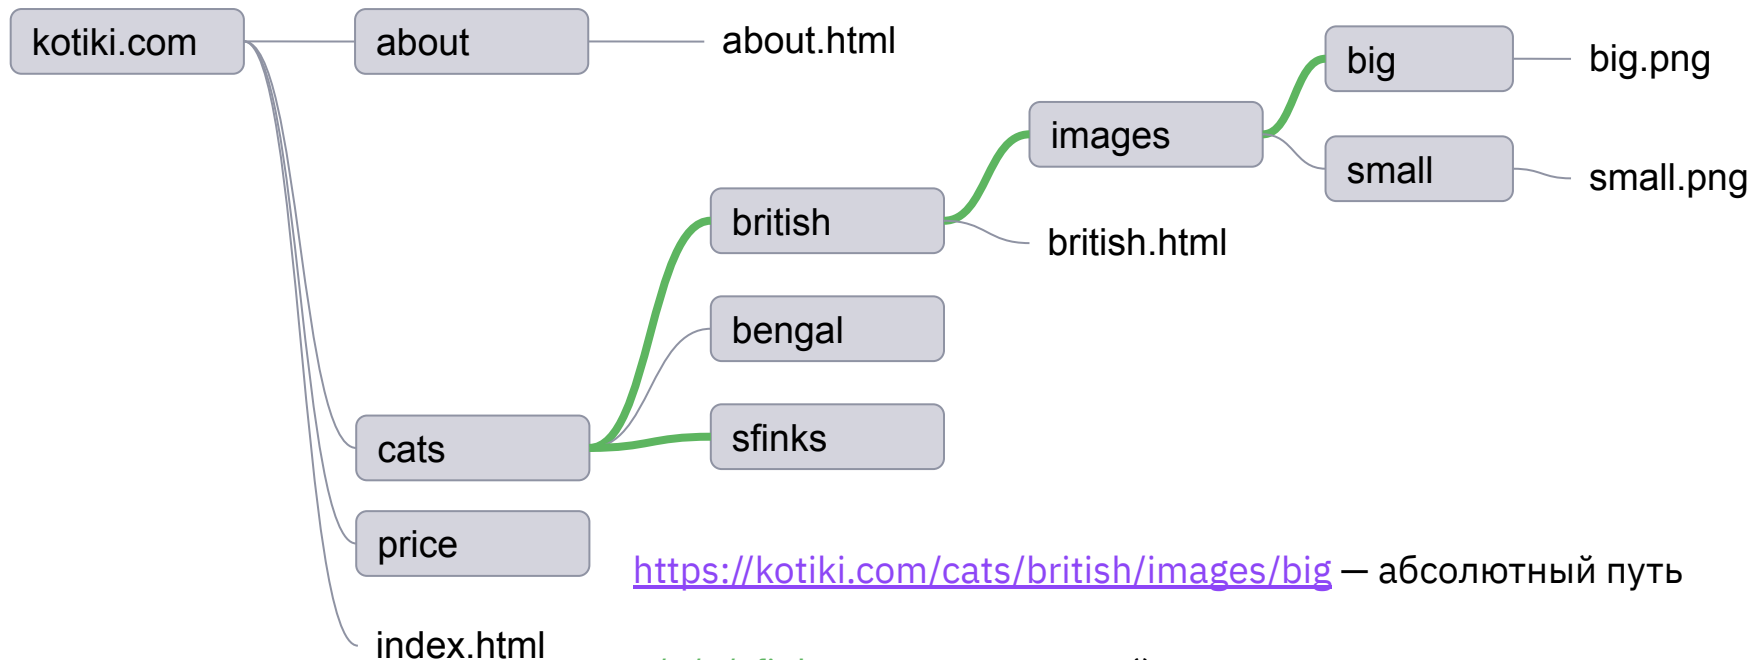 kotiki.com
about
about.html
big
big.png
images
small
small.png
british
british.html
bengal
sfinks
cats
price
https://kotiki.com/cats/british/images/big — абсолютный путь
index.html